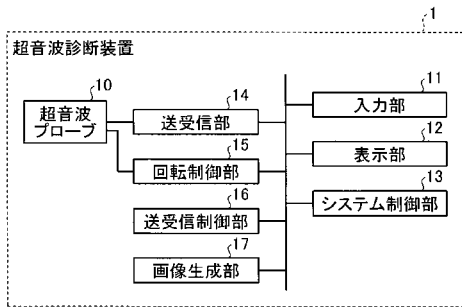 1
超音波診断装置
10
超音波
プローブ
14
送受信部
15
回転制御部
16
送受信制御部
17
画像生成部
11
入力部
12
表示部
13
システム制御部